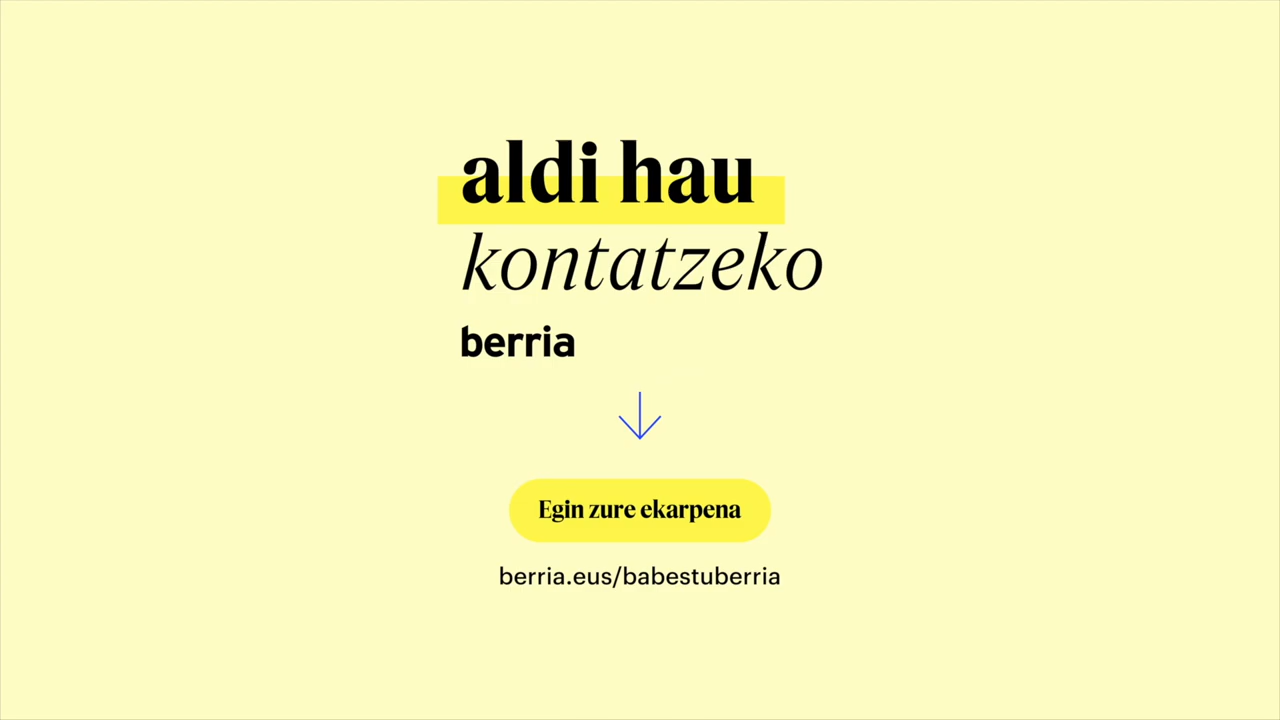 aldi hau
kontatzeko
berria
Egin zure ekarpena
berria.eus/babestuberria